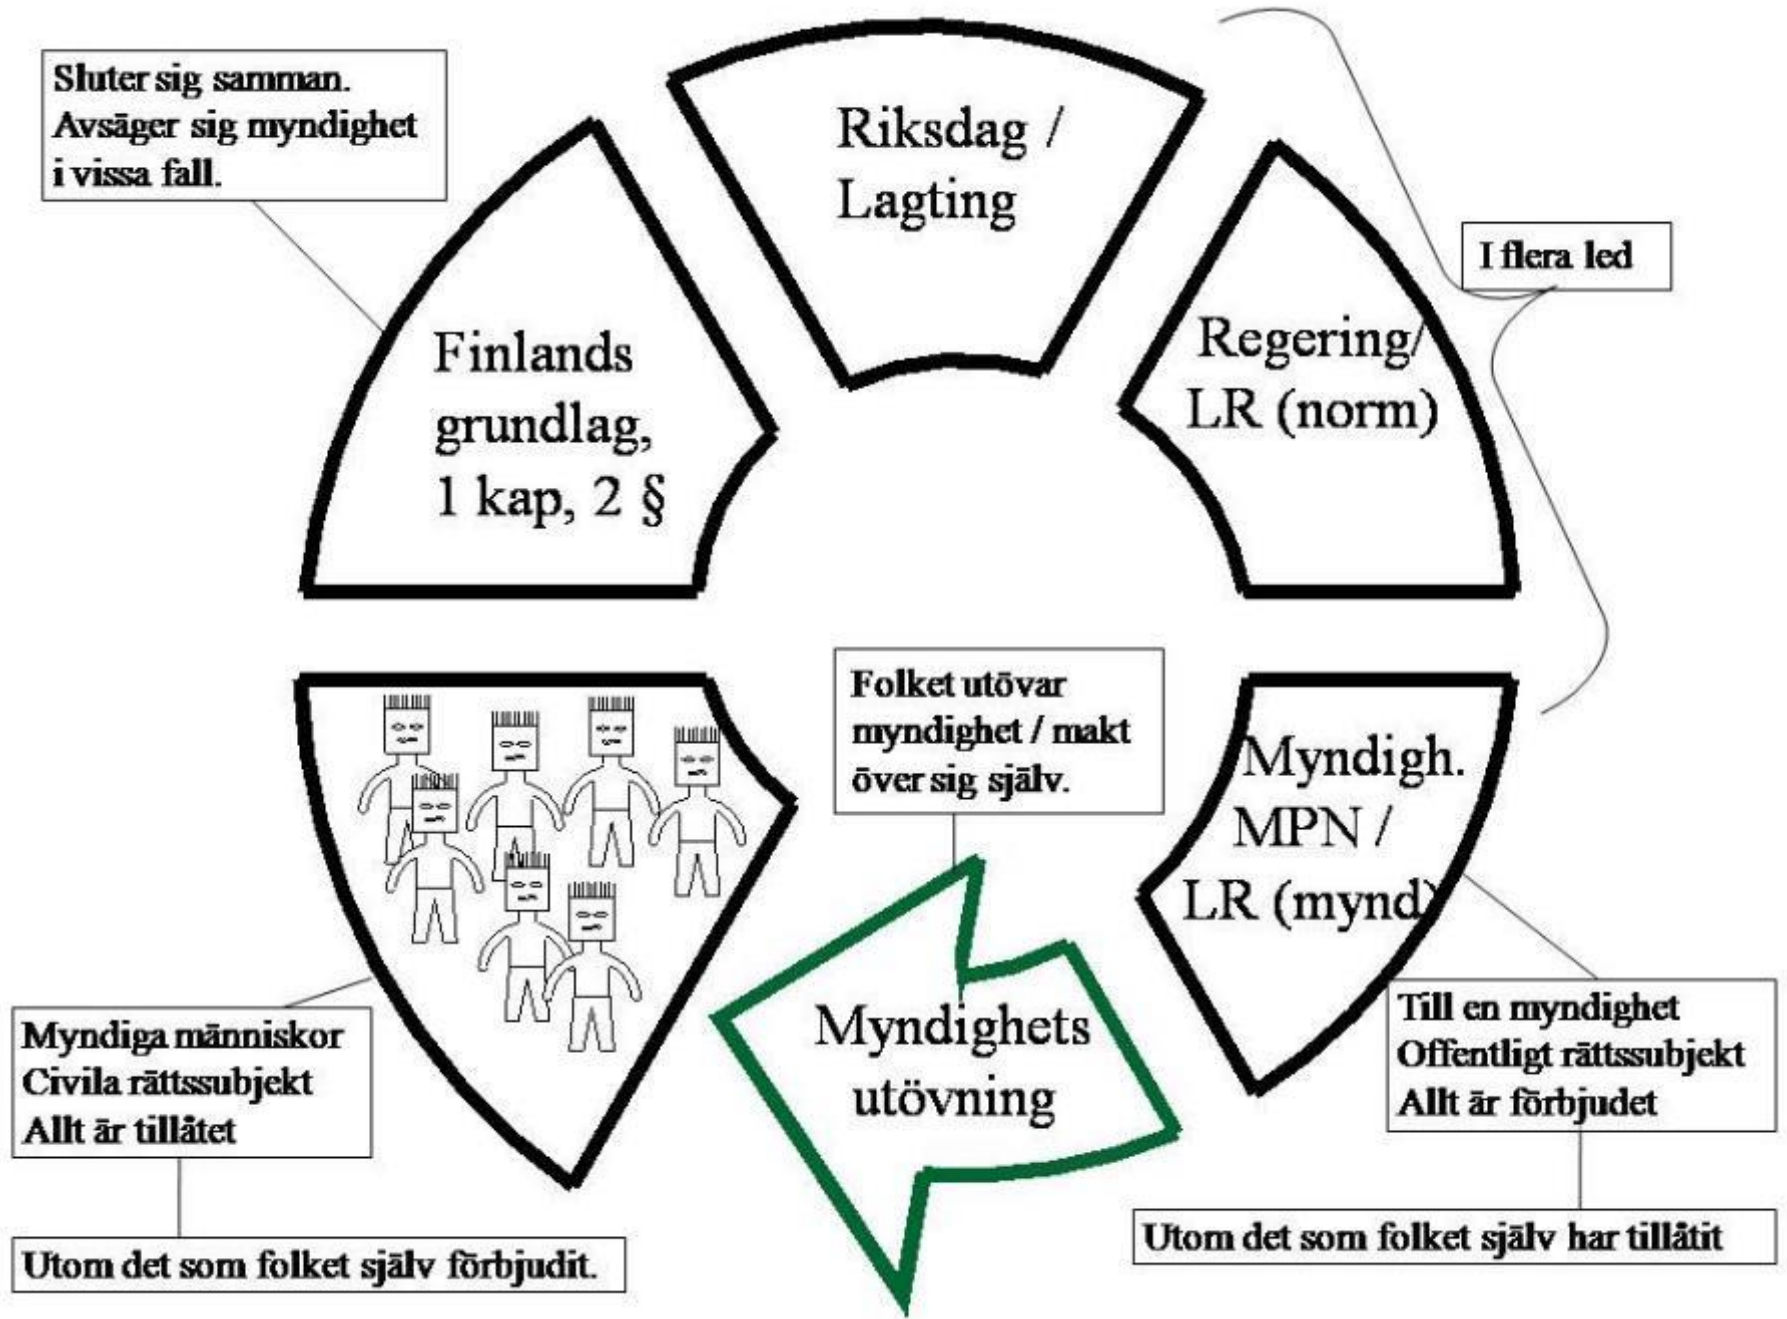 Sluter sig samman.
Avsäger sig myndighet
i vissa fall.
Riksdag /
Lagting
I flera led
Finlands
grundlag,
1 kap, 2 §
Regering/
LR (norm)
Folket utövar
myndighet / makt
över sig själv.
Myndigh.
MPN /
LR (mynd)
Myndighets
utövning
Myndiga människor
Civila rättssubjekt
Allt är tillåtet
Till en myndighet
Offentligt rättssubjekt
Allt är förbjudet
Utom det som folket själv förbjudit.
Utom det som folket själv har tillåtit